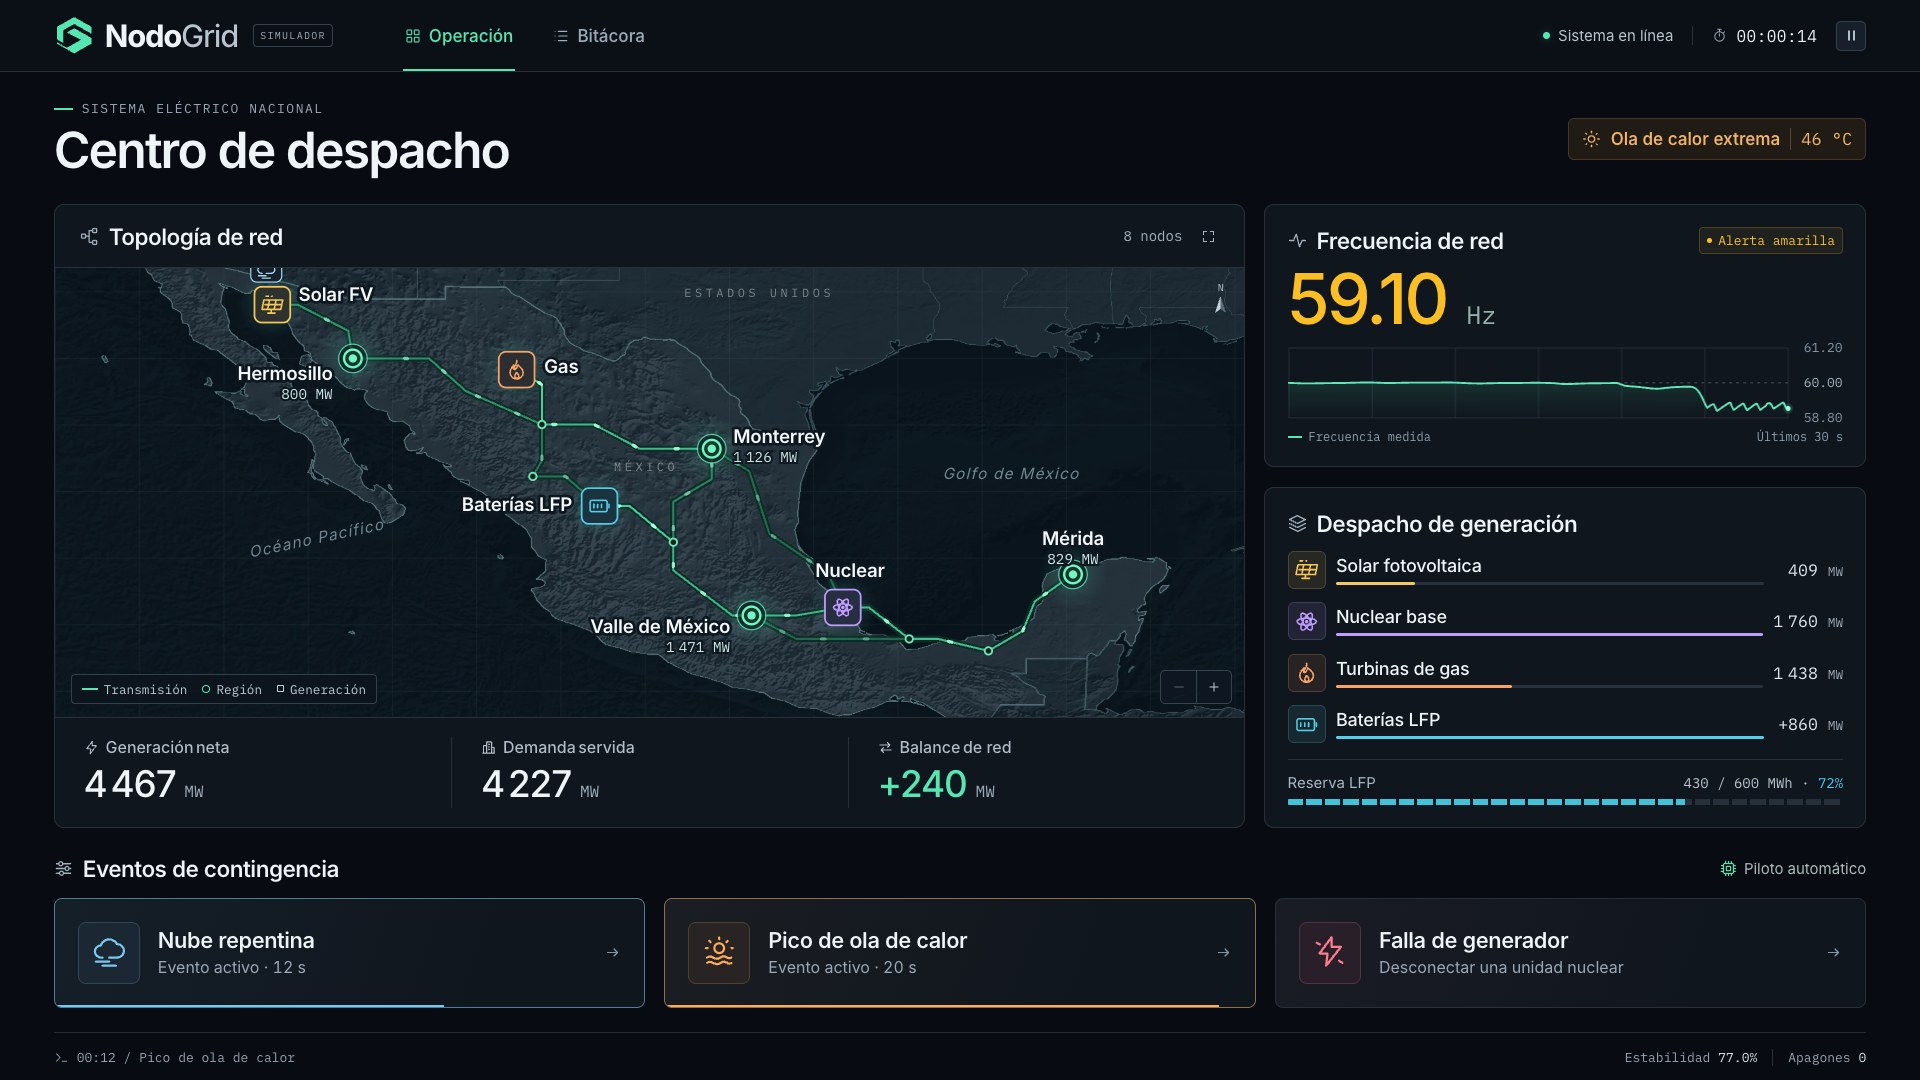 NodoGrid
SIMULADOR
Operación
Bitácora
Sistema en línea
00:00:14
SISTEMA ELÉCTRICO NACIONAL
Centro de despacho
Ola de calor extrema
46 °C
Topología de red
8 nodos
ESTADOS UNIDOS
N
Solar FV
Hermosillo
800 MW
Gas
Monterrey
1 126 MW
MÉXICO
Golfo de México
Baterías LFP
Océano Pacífico
Mérida
829 MW
Nuclear
Valle de México
1 471 MW
Transmisión
Región
Generación
− +
Generación neta
4 467 MW
Demanda servida
4 227 MW
Balance de red
+240 MW
Frecuencia de red
Alerta amarilla
59.10 Hz
61.20
60.00
58.80
Frecuencia medida
Últimos 30 s
Despacho de generación
Solar fotovoltaica
409 MW
Nuclear base
1 760 MW
Turbinas de gas
1 438 MW
Baterías LFP
+860 MW
Reserva LFP
430 / 600 MWh · 72%
Eventos de contingencia
Piloto automático
Nube repentina
Evento activo · 12 s
Pico de ola de calor
Evento activo · 20 s
Falla de generador
Desconectar una unidad nuclear
00:12 / Pico de ola de calor
Estabilidad 77.0%
Apagones 0